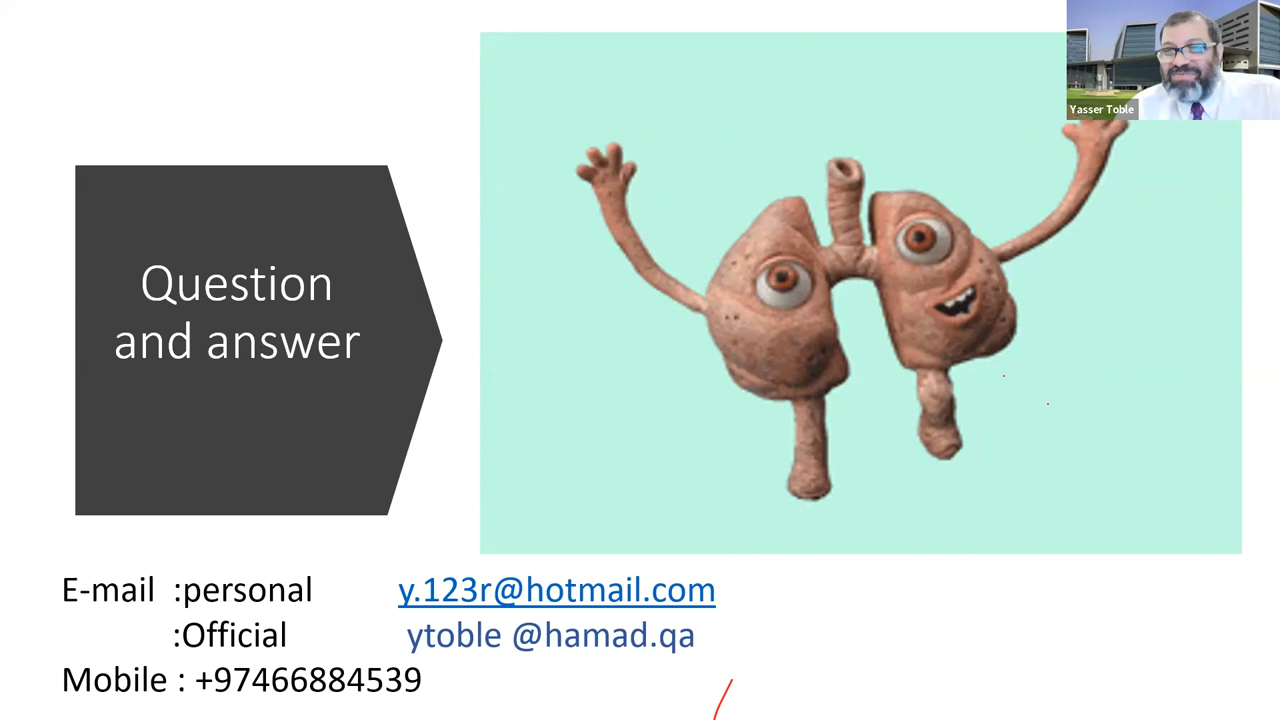 Yasser Toble
Question
and answer
E-mail :personal y.123r@hotmail.com
:Official ytoble @hamad.qa
Mobile : +97466884539